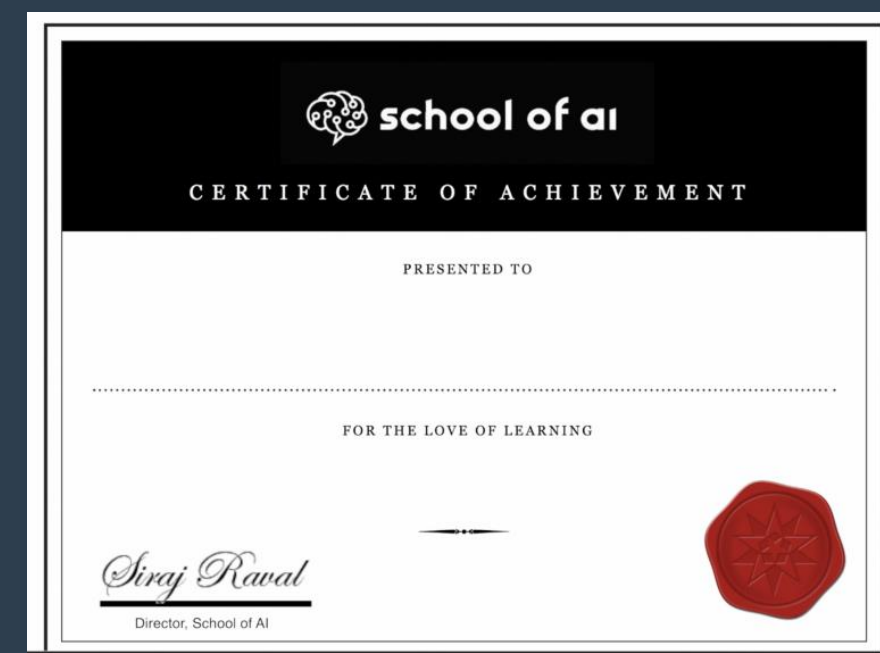 school of ai
CERTIFICATE OF ACHIEVEMENT
PRESENTED TO
FOR THE LOVE OF LEARNING
Siraj Raval
Director, School of AI